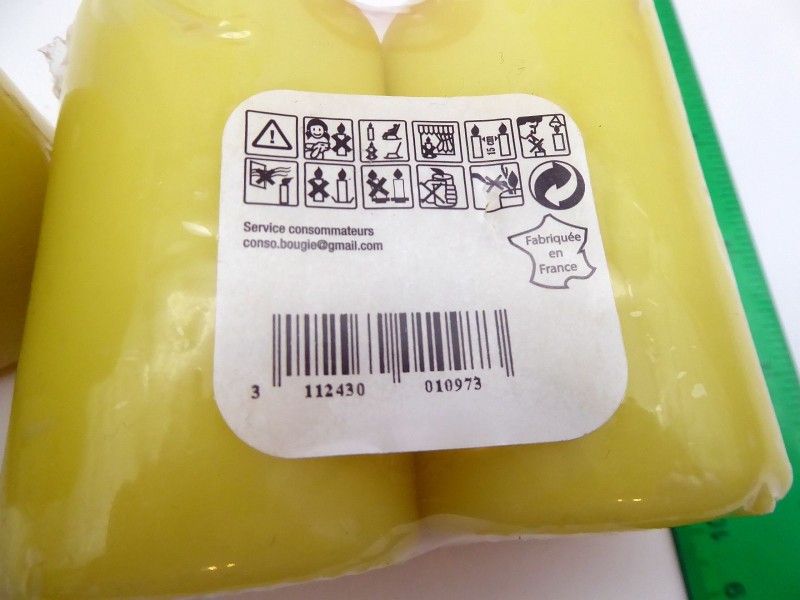 Service consommateurs
conso.bougie@gmail.com
Fabriquée
en
France
3 112430 010973